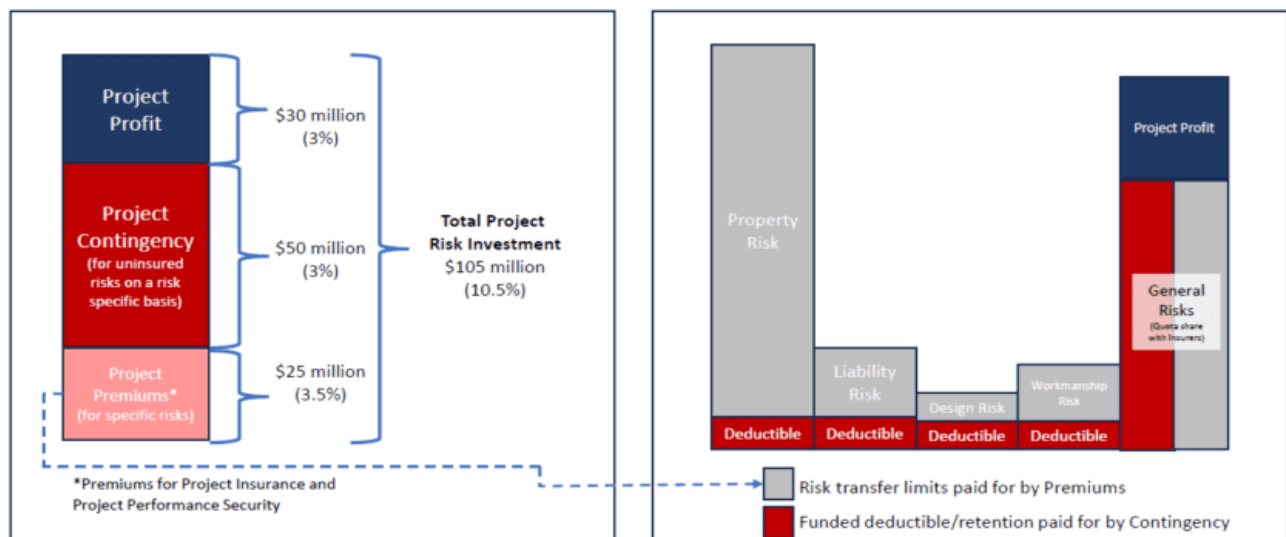 Project
Profit
$30 million
(3%)
Project
Contingency
(for uninsured
risks on a risk
specific basis)
$50 million
(3%)
Total Project
Risk Investment
$105 million
(10.5%)
Project
Premiums*
(for specific risks)
$25 million
(3.5%)
*Premiums for Project Insurance and
Project Performance Security
Property
Risk
Deductible
Liability
Risk
Deductible
Design Risk
Deductible
Workmanship
Risk
Deductible
Project Profit
General
Risks
(Quota share
with Insurers)
Risk transfer limits paid for by Premiums
Funded deductible/retention paid for by Contingency